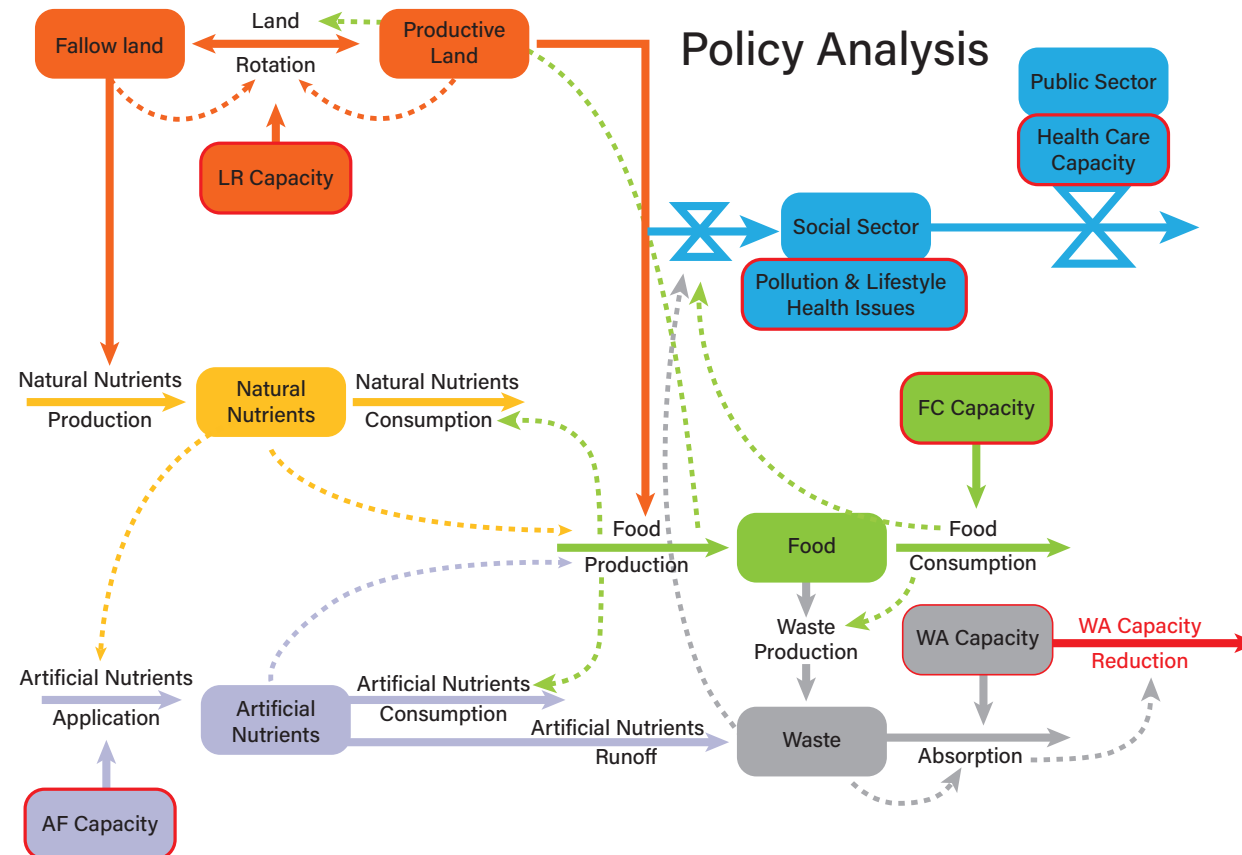 Policy Analysis
Fallow land
Land
Rotation
Productive
Land
LR Capacity
Public Sector
Health Care
Capacity
Social Sector
Pollution & Lifestyle
Health Issues
Natural Nutrients
Production
Natural
Nutrients
Natural Nutrients
Consumption
FC Capacity
Food
Production
Food
Food
Consumption
Waste
Production
WA Capacity
WA Capacity
Reduction
Artificial Nutrients
Application
Artificial
Nutrients
Artificial Nutrients
Consumption
Artificial Nutrients
Runoff
Waste
Absorption
AF Capacity